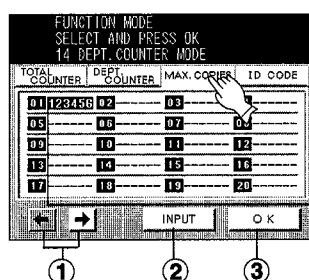 FUNCTION MODE
SELECT AND PRESS OK
14 DEPT.COUNTER MODE
TOTAL COUNTER DEPT. COUNTER MAX. COPIES ID CODE
01 123456 02 ------ 03 ------
05 ------ 06 ------ 07 ------ 08 ------
09 ------ 10 ------ 11 ------ 12 ------
13 ------ 14 ------ 15 ------ 16 ------
17 ------ 18 ------ 19 ------ 20 ------
← → INPUT OK
1 2 3